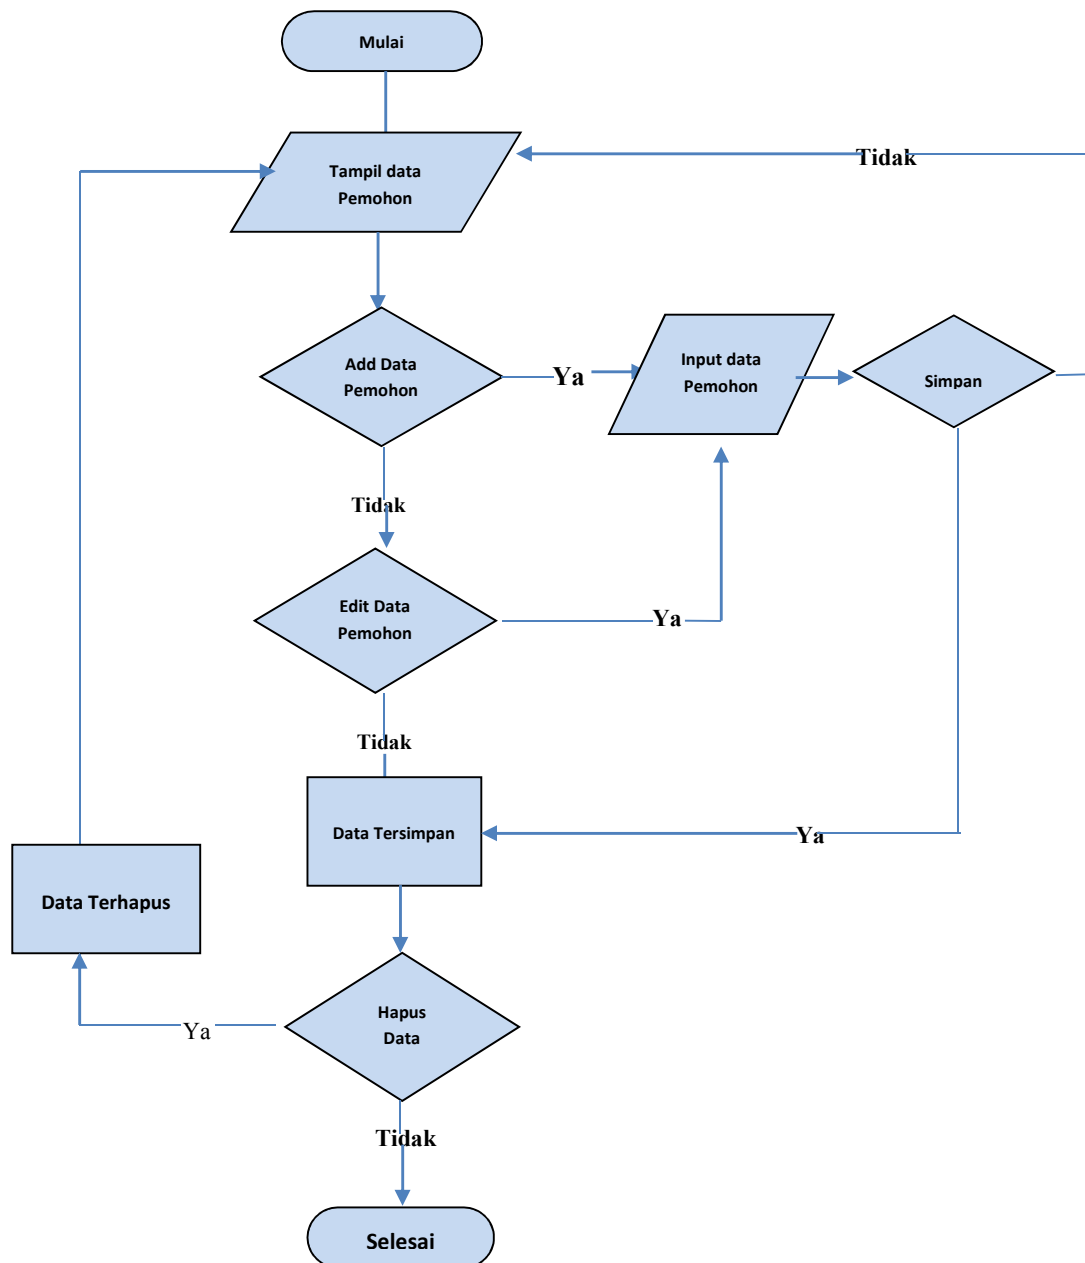 Mulai
Tidak
Tampil data
Pemohon
Add Data
Pemohon
Ya
Input data
Pemohon
Simpan
Tidak
Edit Data
Pemohon
Ya
Tidak
Data Tersimpan
Ya
Data Terhapus
Hapus
Data
Ya
Tidak
Selesai